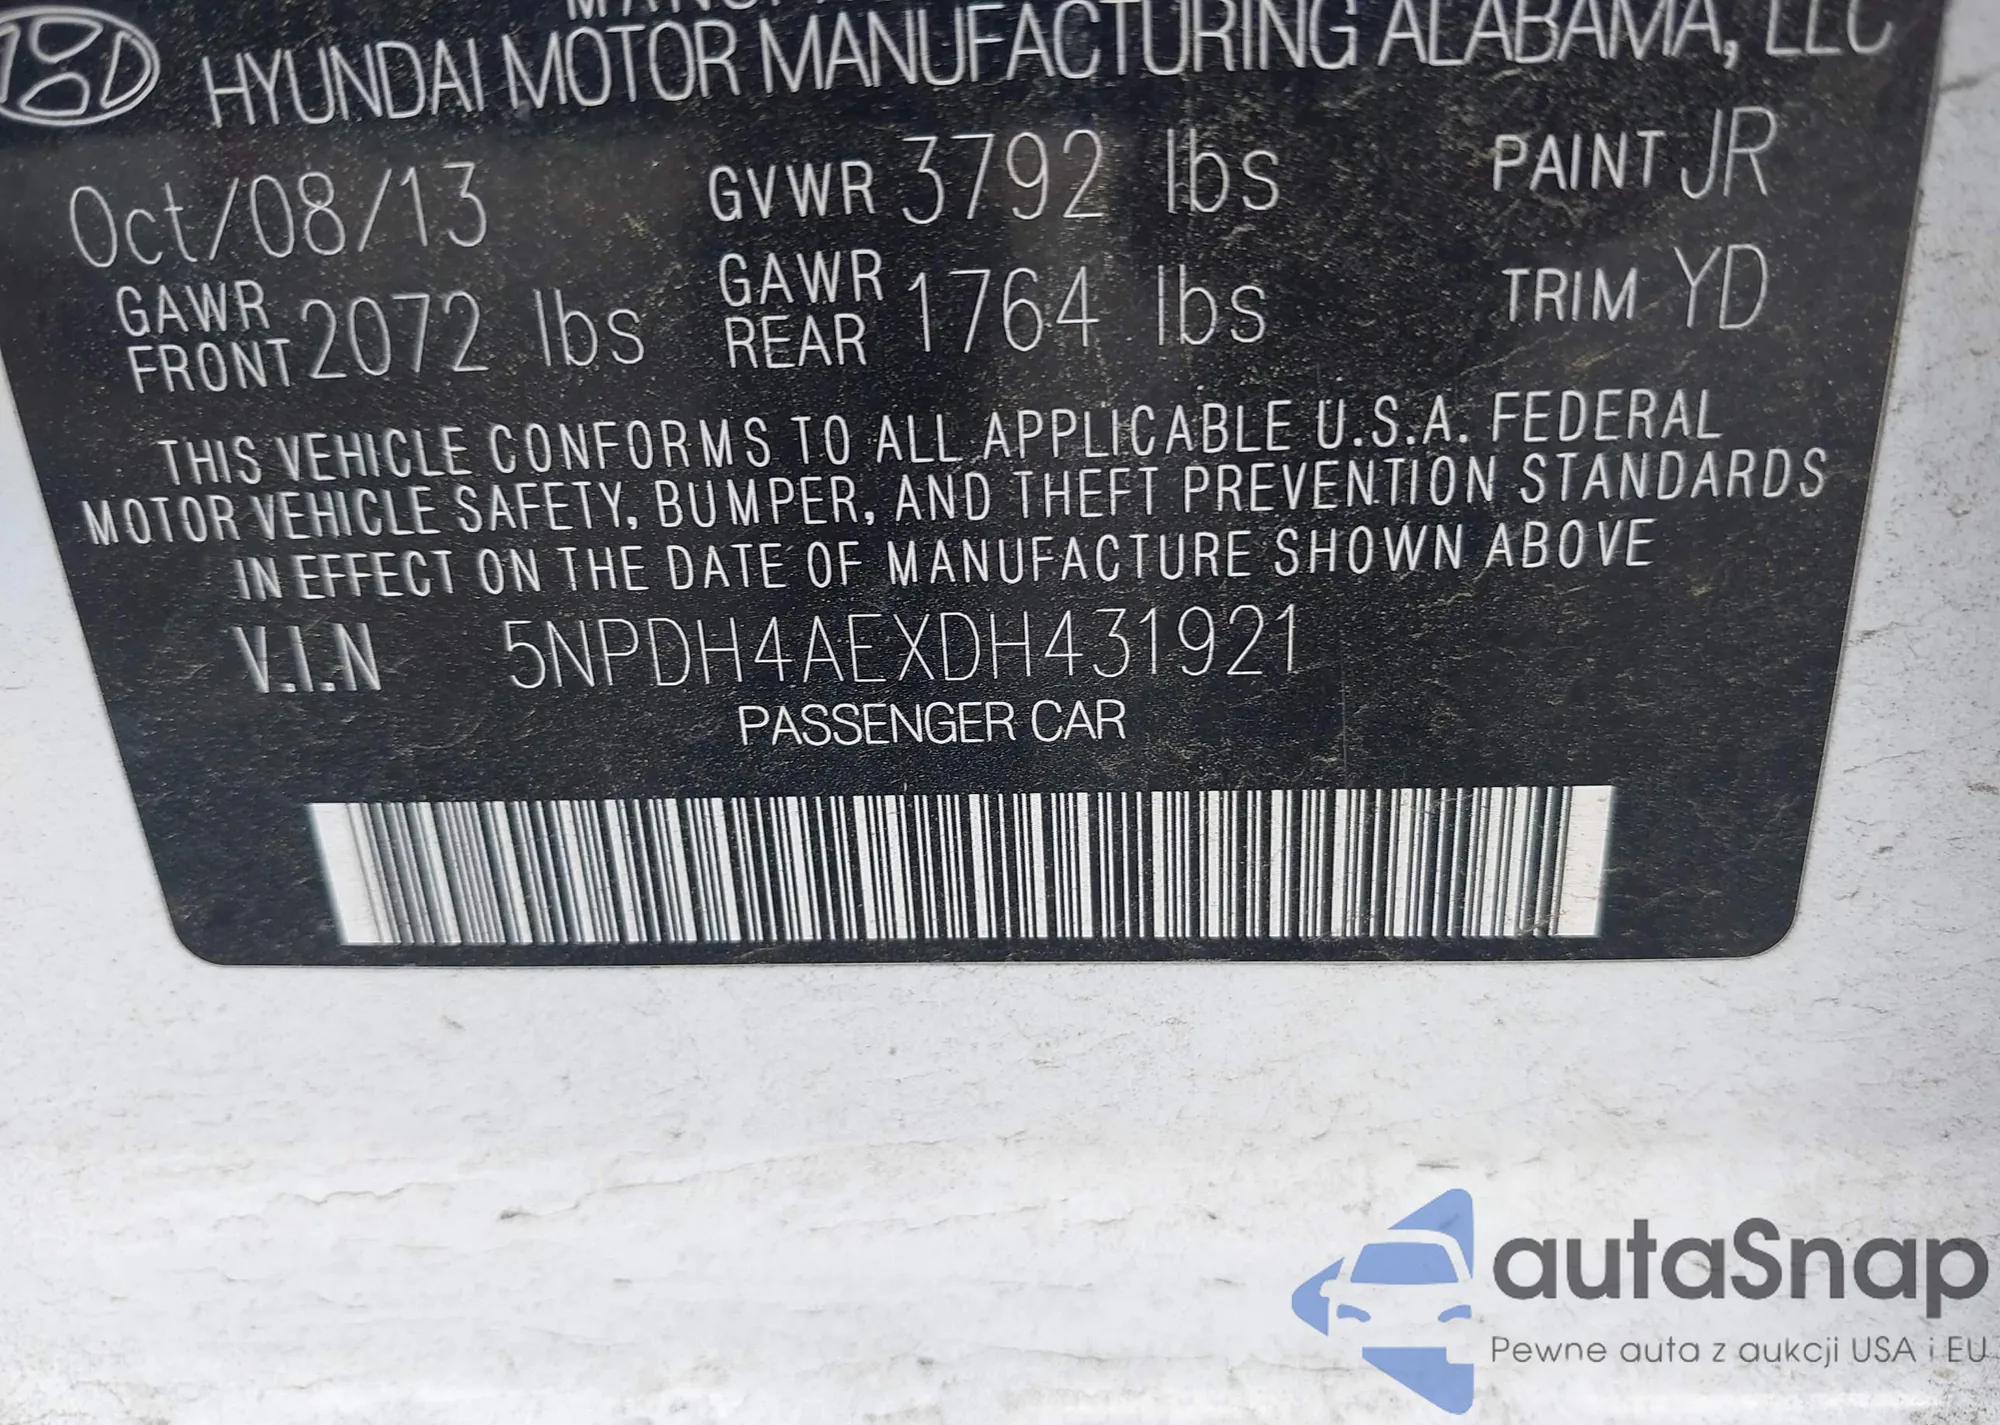 HYUNDAI MOTOR MANUFACTURING ALABAMA, LLC
Oct/08/13 GVWR 3792 lbs PAINT JR
GAWR FRONT 2072 lbs GAWR REAR 1764 lbs TRIM YD
THIS VEHICLE CONFORMS TO ALL APPLICABLE U.S.A. FEDERAL
MOTOR VEHICLE SAFETY, BUMPER, AND THEFT PREVENTION STANDARDS
IN EFFECT ON THE DATE OF MANUFACTURE SHOWN ABOVE
V.I.N 5NPDH4AEXDH431921
PASSENGER CAR
autaSnap
Pewne auta z aukcji USA i EU